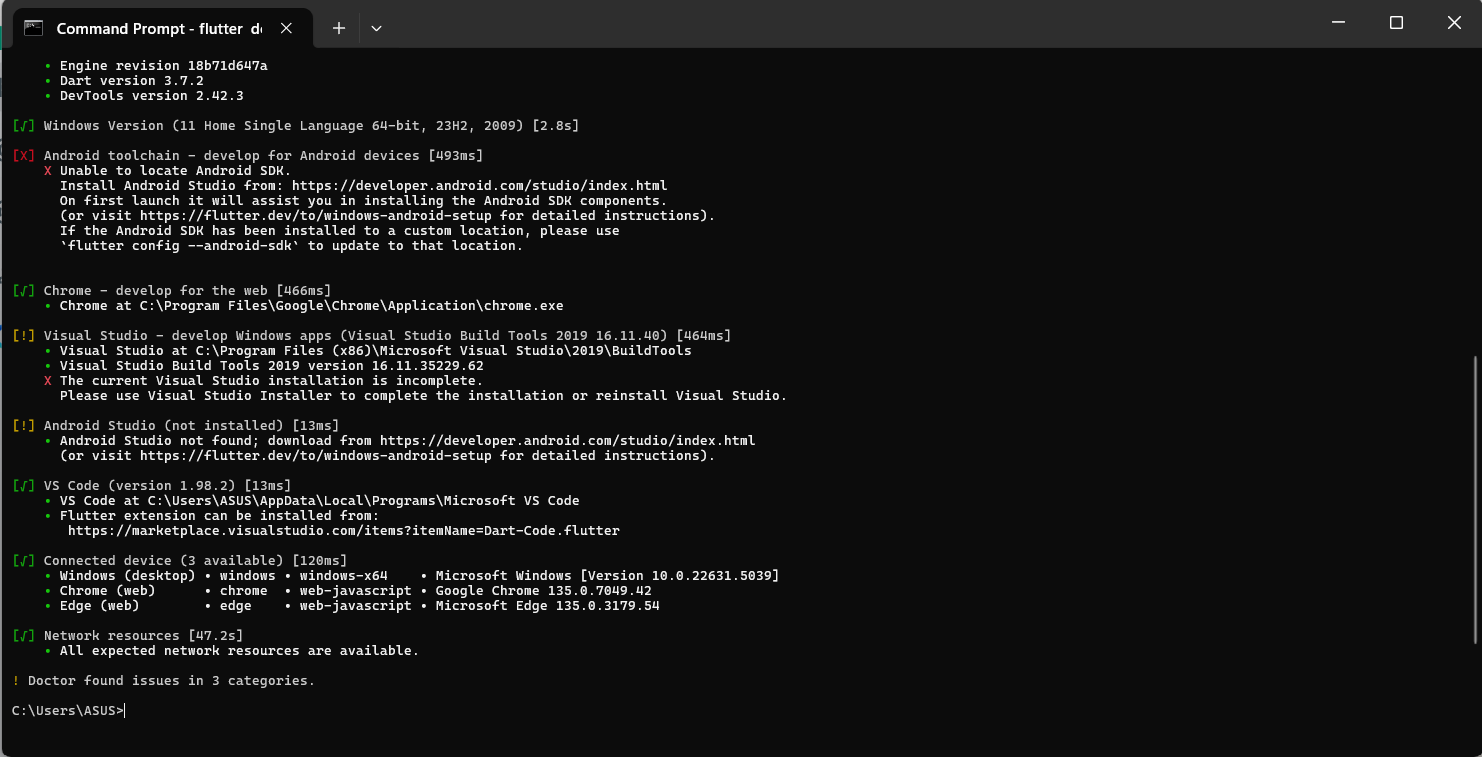 Command Prompt - flutter d
• Engine revision 18b71d647a
• Dart version 3.7.2
• DevTools version 2.42.3
[√] Windows Version (11 Home Single Language 64-bit, 23H2, 2009) [2.8s]
[X] Android toolchain - develop for Android devices [493ms]
X Unable to locate Android SDK.
Install Android Studio from: https://developer.android.com/studio/index.html
On first launch it will assist you in installing the Android SDK components.
(or visit https://flutter.dev/to/windows-android-setup for detailed instructions).
If the Android SDK has been installed to a custom location, please use
`flutter config --android-sdk` to update to that location.
[√] Chrome - develop for the web [466ms]
• Chrome at C:\Program Files\Google\Chrome\Application\chrome.exe
[!] Visual Studio - develop Windows apps (Visual Studio Build Tools 2019 16.11.40) [464ms]
• Visual Studio at C:\Program Files (x86)\Microsoft Visual Studio\2019\BuildTools
• Visual Studio Build Tools 2019 version 16.11.35229.62
X The current Visual Studio installation is incomplete.
Please use Visual Studio Installer to complete the installation or reinstall Visual Studio.
[!] Android Studio (not installed) [13ms]
• Android Studio not found; download from https://developer.android.com/studio/index.html
(or visit https://flutter.dev/to/windows-android-setup for detailed instructions).
[√] VS Code (version 1.98.2) [13ms]
• VS Code at C:\Users\ASUS\AppData\Local\Programs\Microsoft VS Code
• Flutter extension can be installed from:
https://marketplace.visualstudio.com/items?itemName=Dart-Code.flutter
[√] Connected device (3 available) [120ms]
• Windows (desktop) • windows • windows-x64 • Microsoft Windows [Version 10.0.22631.5039]
• Chrome (web) • chrome • web-javascript • Google Chrome 135.0.7049.42
• Edge (web) • edge • web-javascript • Microsoft Edge 135.0.3179.54
[√] Network resources [47.2s]
• All expected network resources are available.
! Doctor found issues in 3 categories.
C:\Users\ASUS>